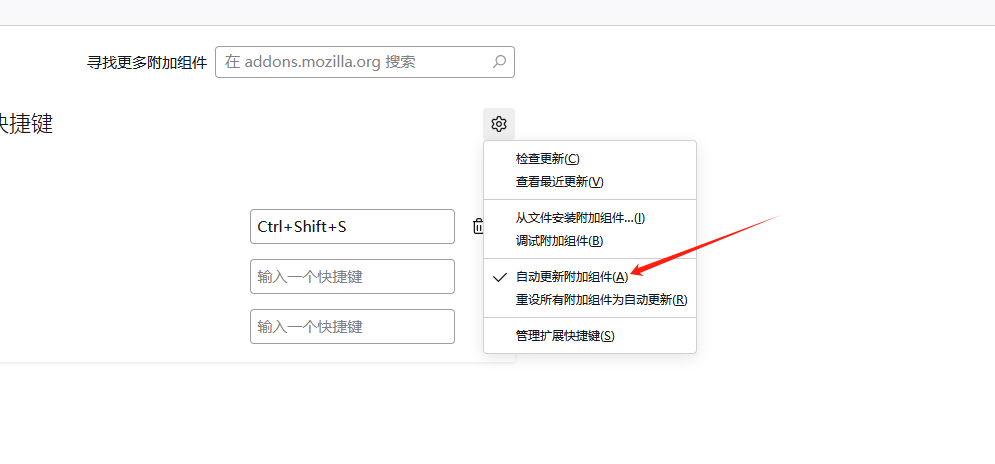 寻找更多附加组件
在 addons.mozilla.org 搜索
快捷键
检查更新(C)
查看最近更新(V)
从文件安装附加组件...(I)
Ctrl+Shift+S
调试附加组件(B)
输入一个快捷键
自动更新附加组件(A)
重设所有附加组件为自动更新(R)
输入一个快捷键
管理扩展快捷键(S)